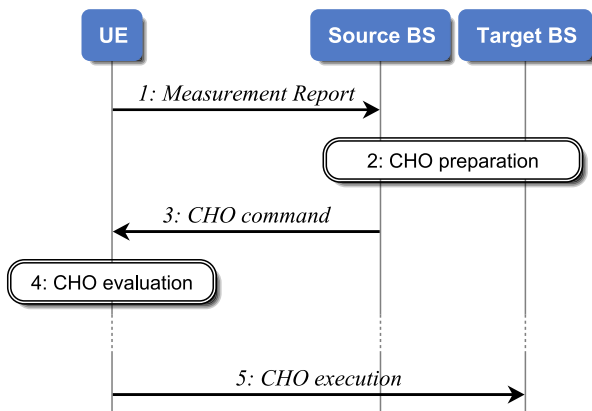 UE
Source BS
Target BS
1: Measurement Report
2: CHO preparation
3: CHO command
4: CHO evaluation
5: CHO execution